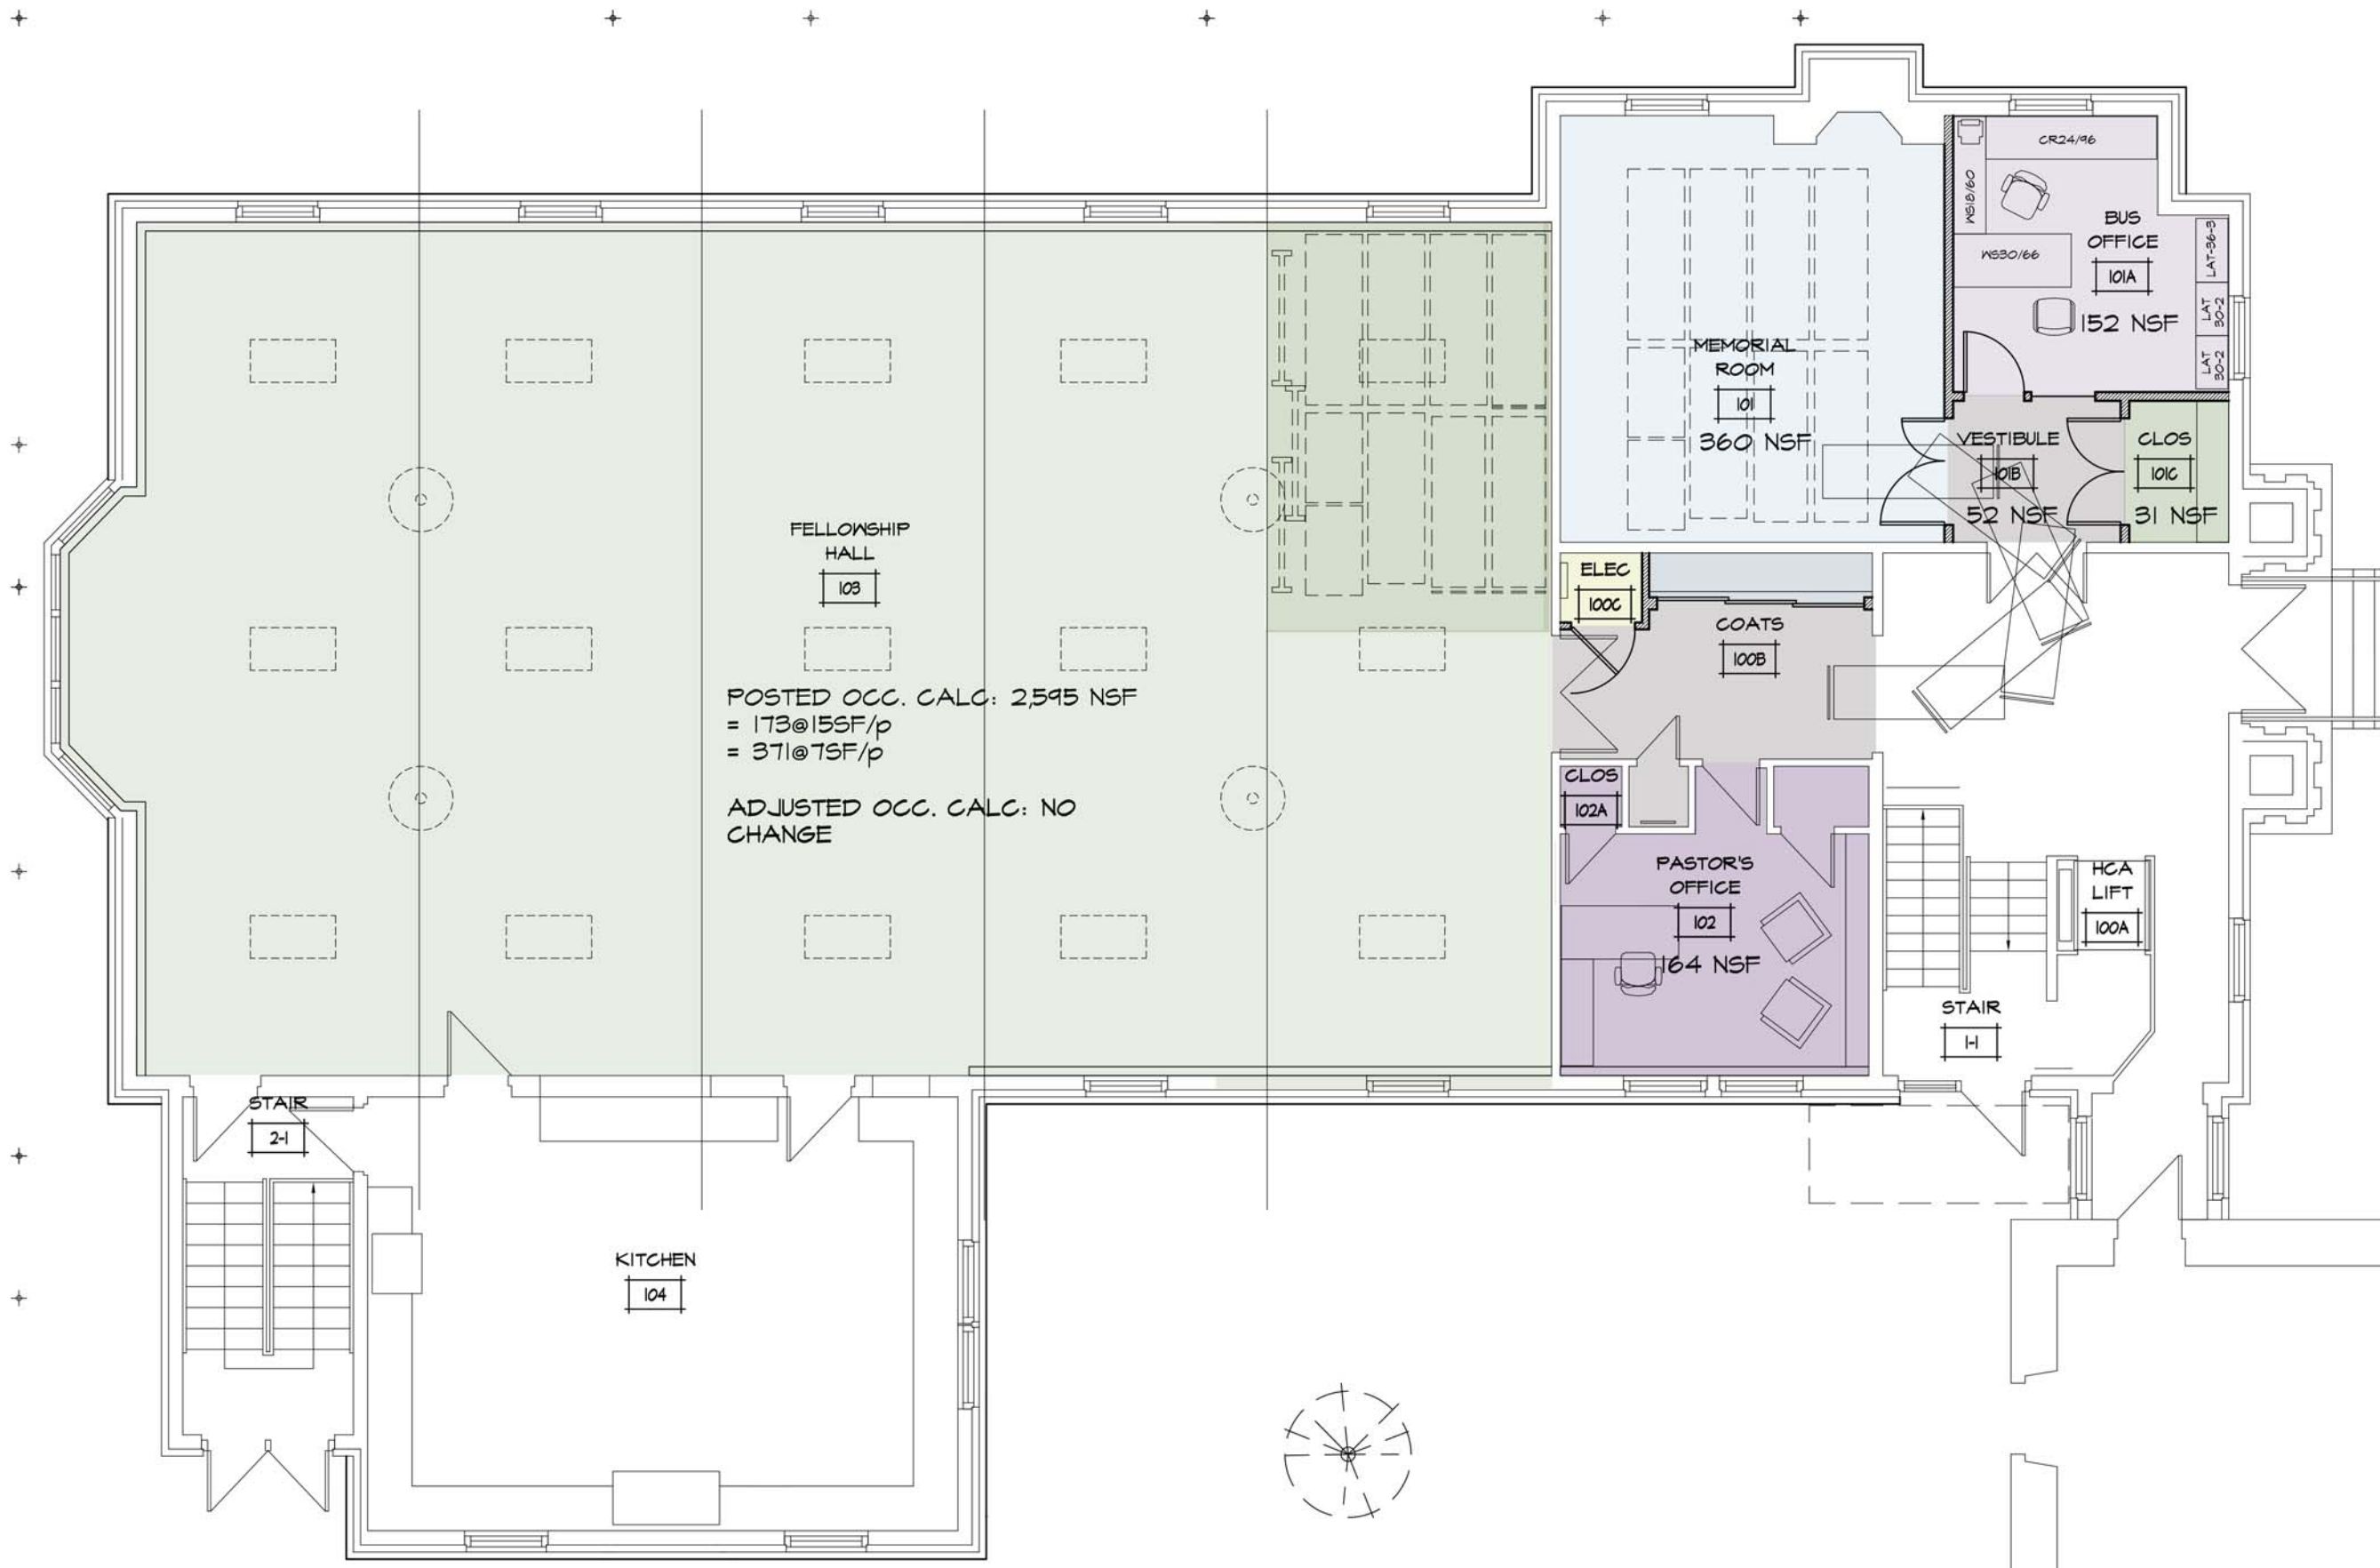 CR24/96
WS18/60
BUS
OFFICE
101A
WS30/66
LAT-36-3
152 NSF
LAT
30-2
LAT
30-2
MEMORIAL
ROOM
101
360 NSF
VESTIBULE
101B
52 NSF
CLOS
101C
31 NSF
FELLOWSHIP
HALL
103
ELEC
100C
COATS
100B
POSTED OCC. CALC: 2,595 NSF
= 173@15SF/p
= 371@7SF/p
ADJUSTED OCC. CALC: NO
CHANGE
CLOS
102A
PASTOR'S
OFFICE
102
164 NSF
HCA
LIFT
100A
STAIR
1-1
STAIR
2-1
KITCHEN
104